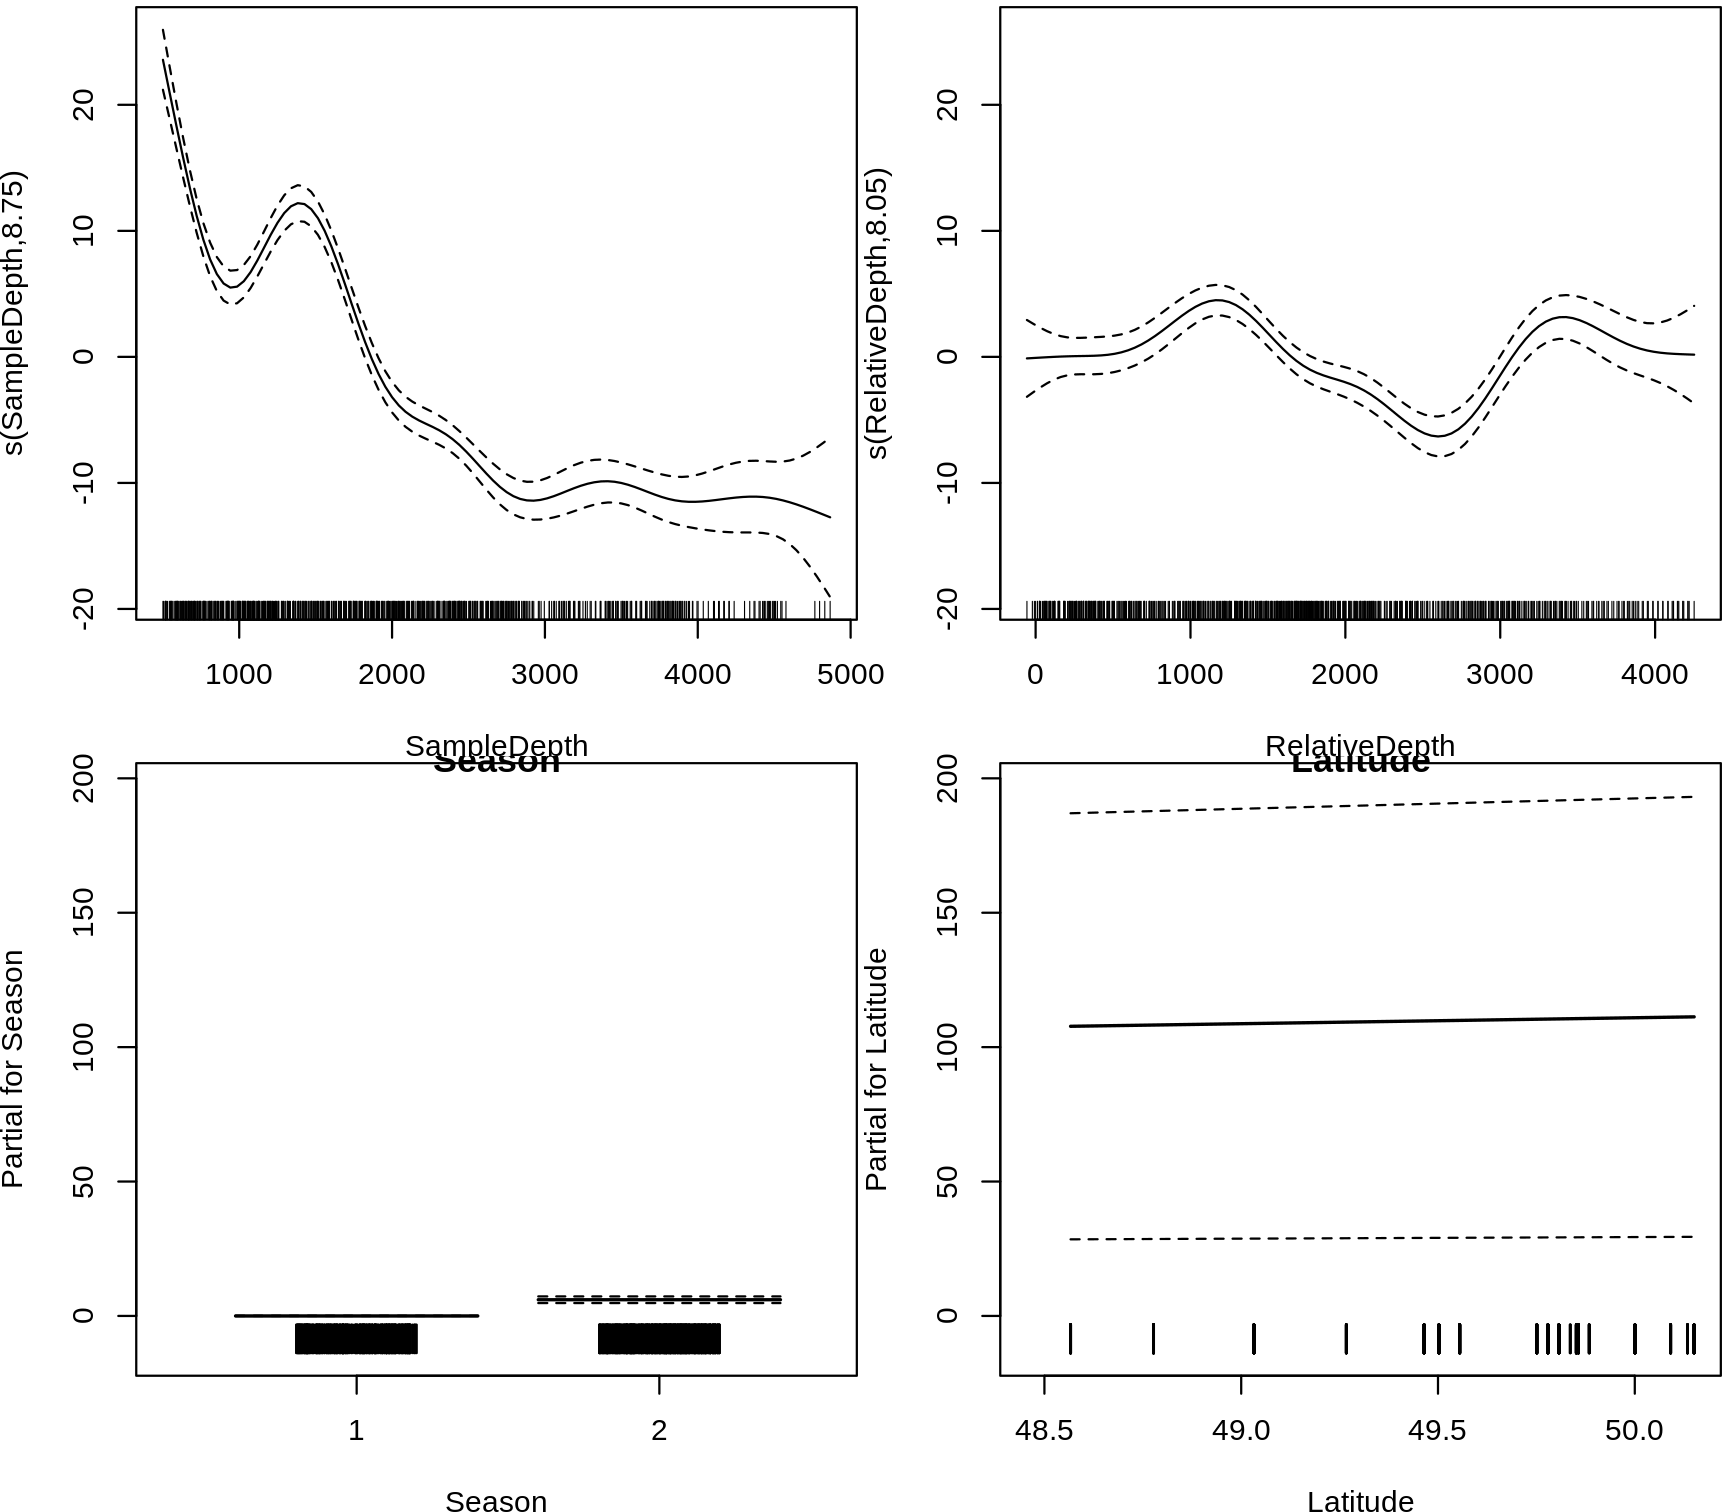 s(SampleDepth,8.75)
20
10
0
-10
-20
1000 2000 3000 4000 5000
SampleDepth
s(RelativeDepth,8.05)
20
10
0
-10
-20
0 1000 2000 3000 4000
RelativeDepth
Season
Partial for Season
200
150
100
50
0
1 2
Season
Latitude
Partial for Latitude
200
150
100
50
0
48.5 49.0 49.5 50.0
Latitude